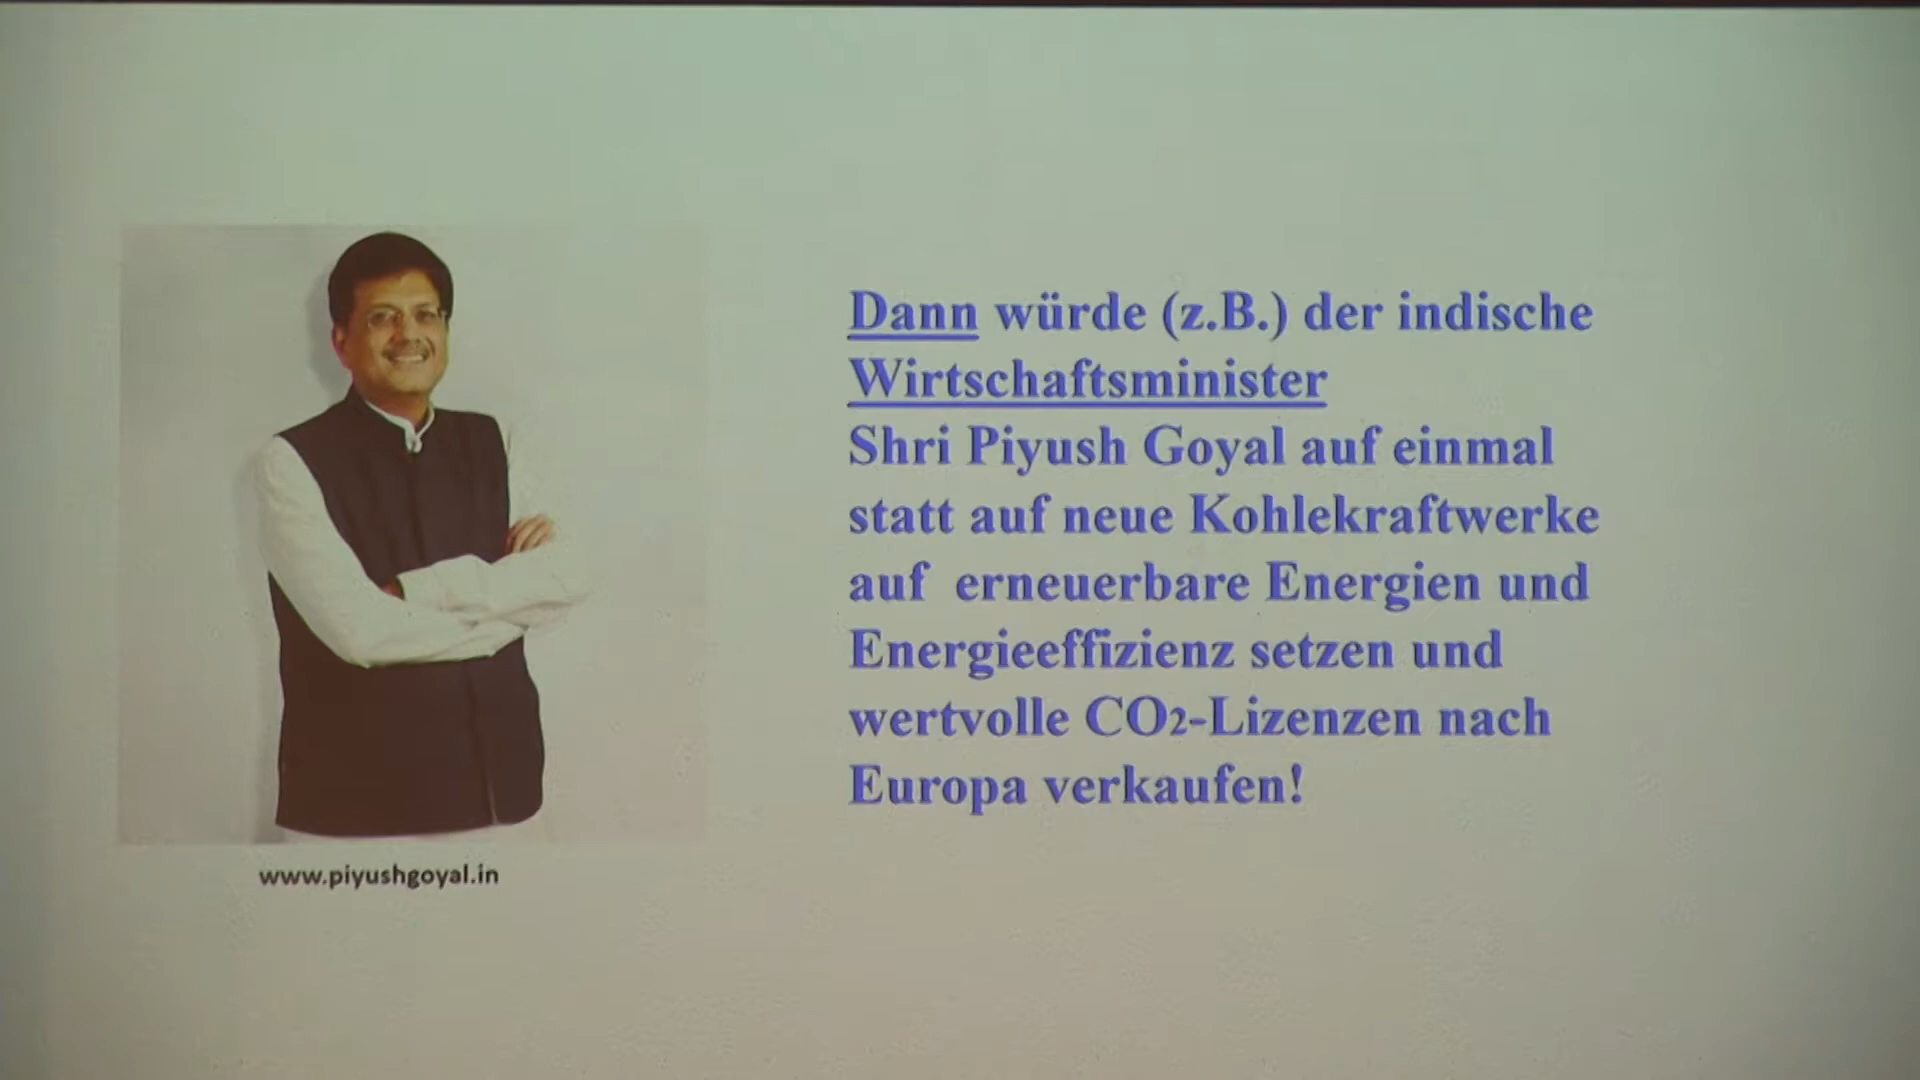 Dann würde (z.B.) der indische
Wirtschaftsminister
Shri Piyush Goyal auf einmal
statt auf neue Kohlekraftwerke
auf erneuerbare Energien und
Energieeffizienz setzen und
wertvolle CO2-Lizenzen nach
Europa verkaufen!
www.piyushgoyal.in